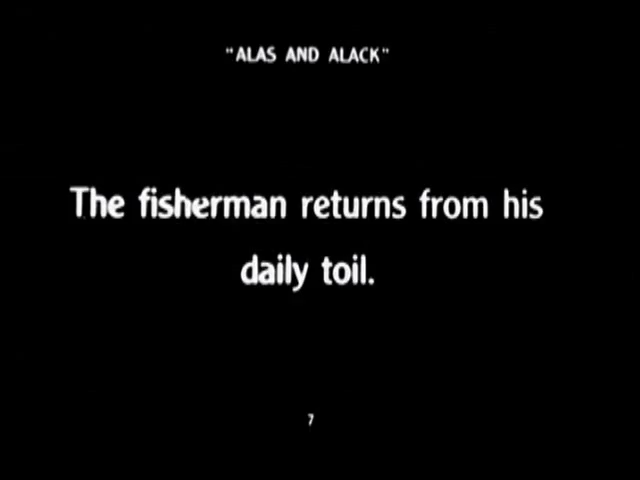 "ALAS AND ALACK"
The fisherman returns from his
daily toil.
7